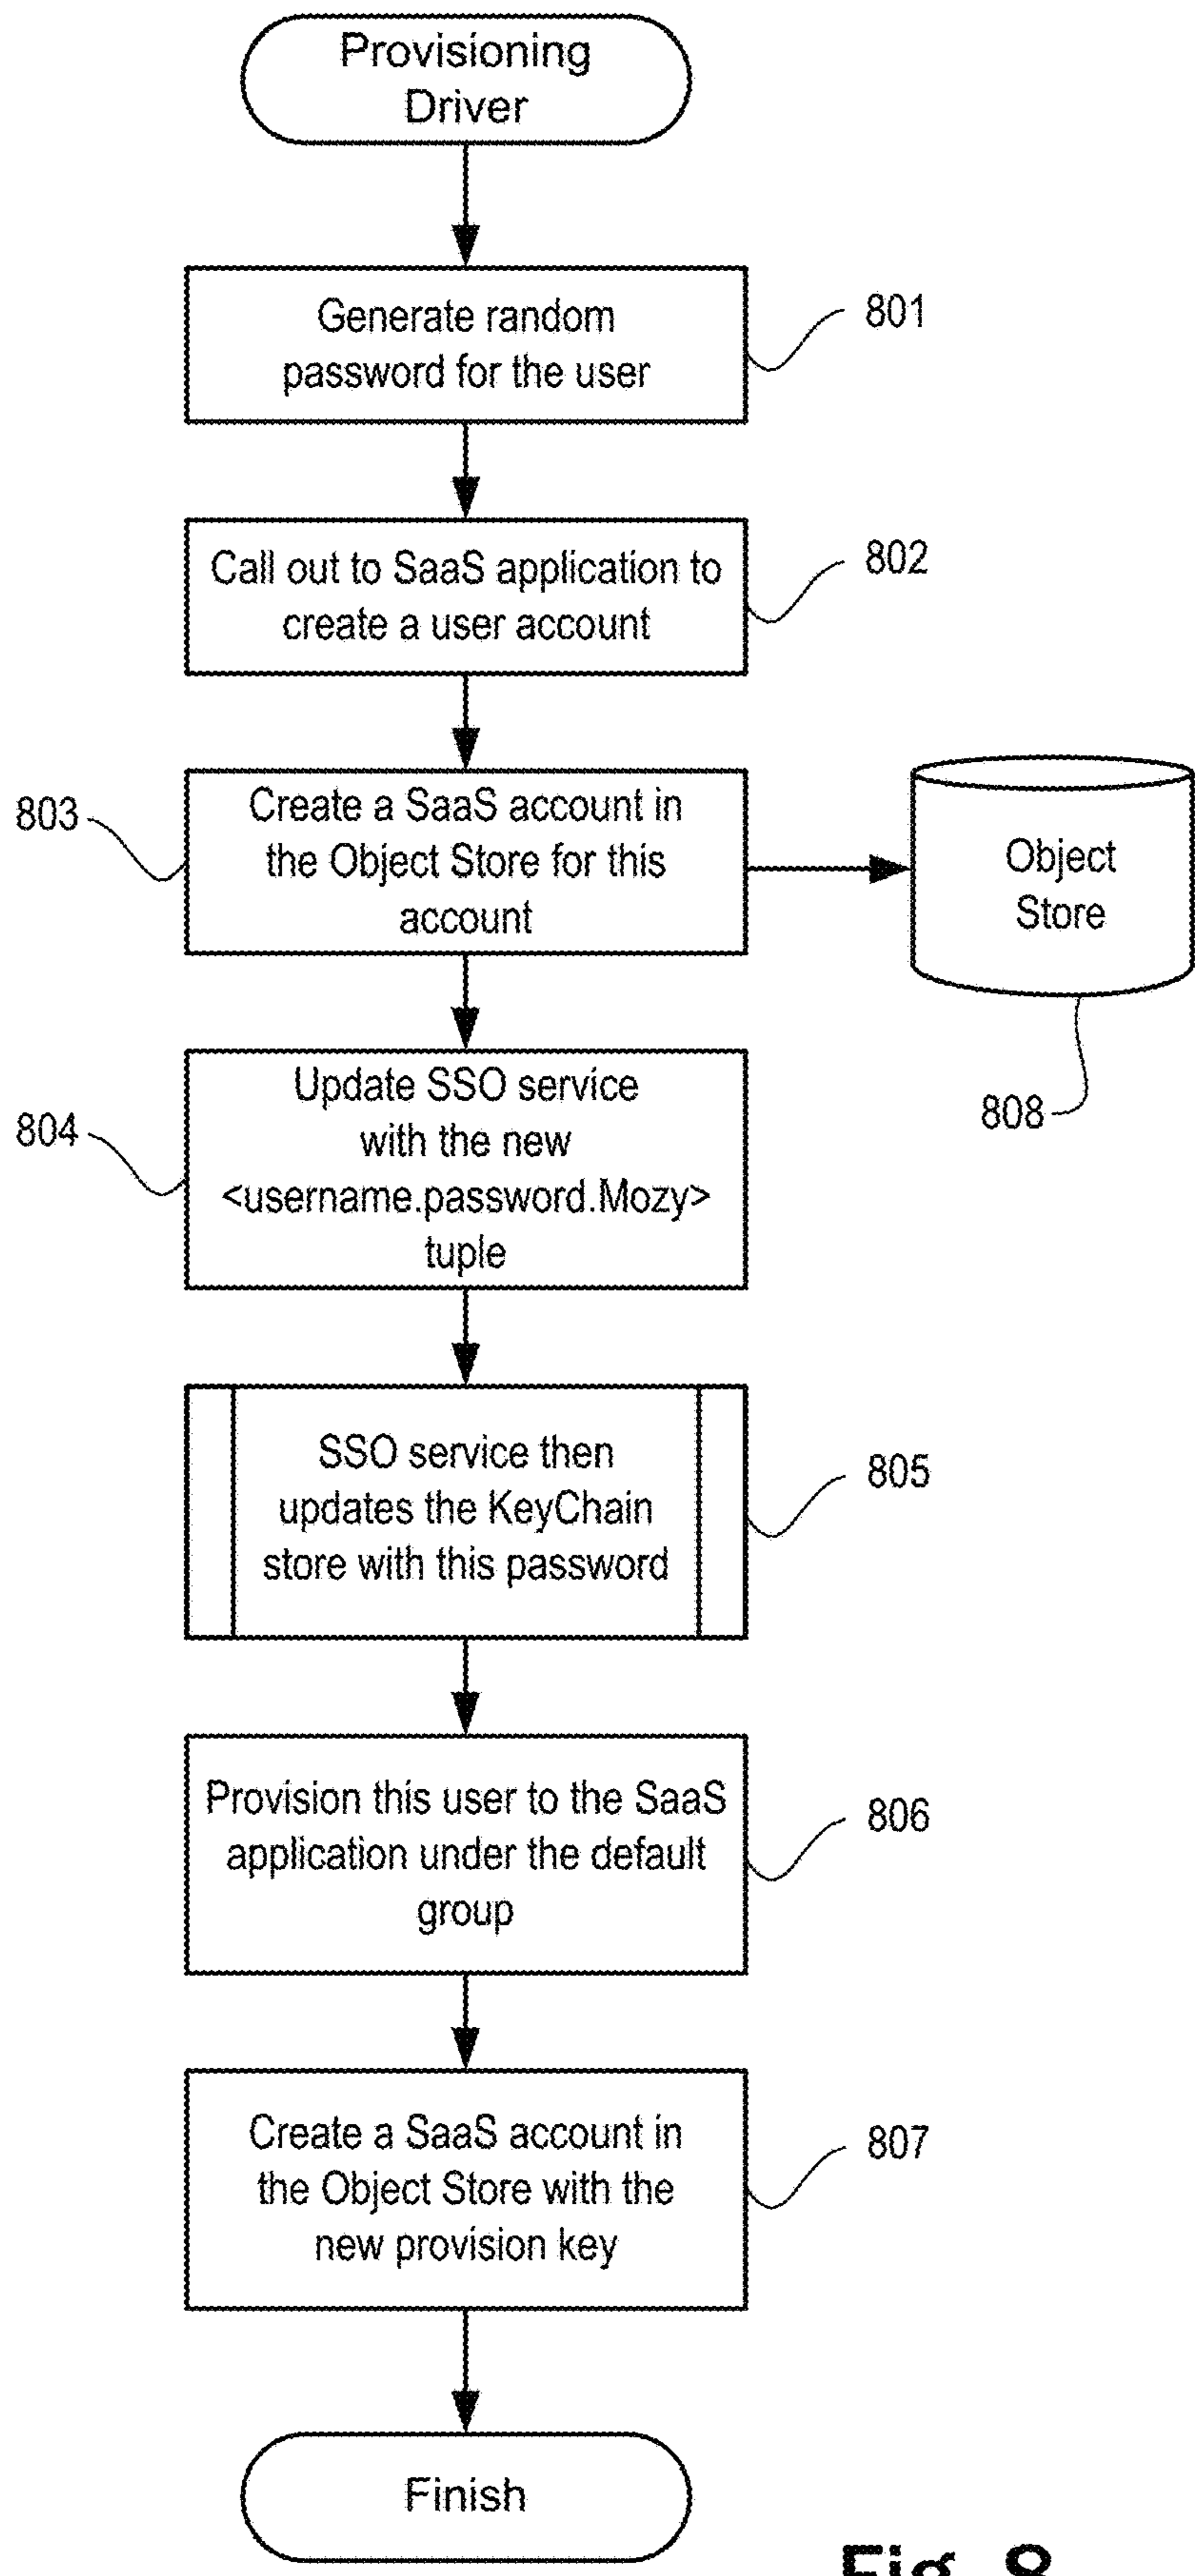 Provisioning
Driver
Generate random
password for the user
801
Call out to SaaS application to
create a user account
802
803
Create a SaaS account in
the Object Store for this
account
Object
Store
808
804
Update SSO service
with the new
<username.password.Mozy>
tuple
SSO service then
updates the KeyChain
store with this password
805
Provision this user to the SaaS
application under the default
group
806
Create a SaaS account in
the Object Store with the
new provision key
807
Finish
Fig.